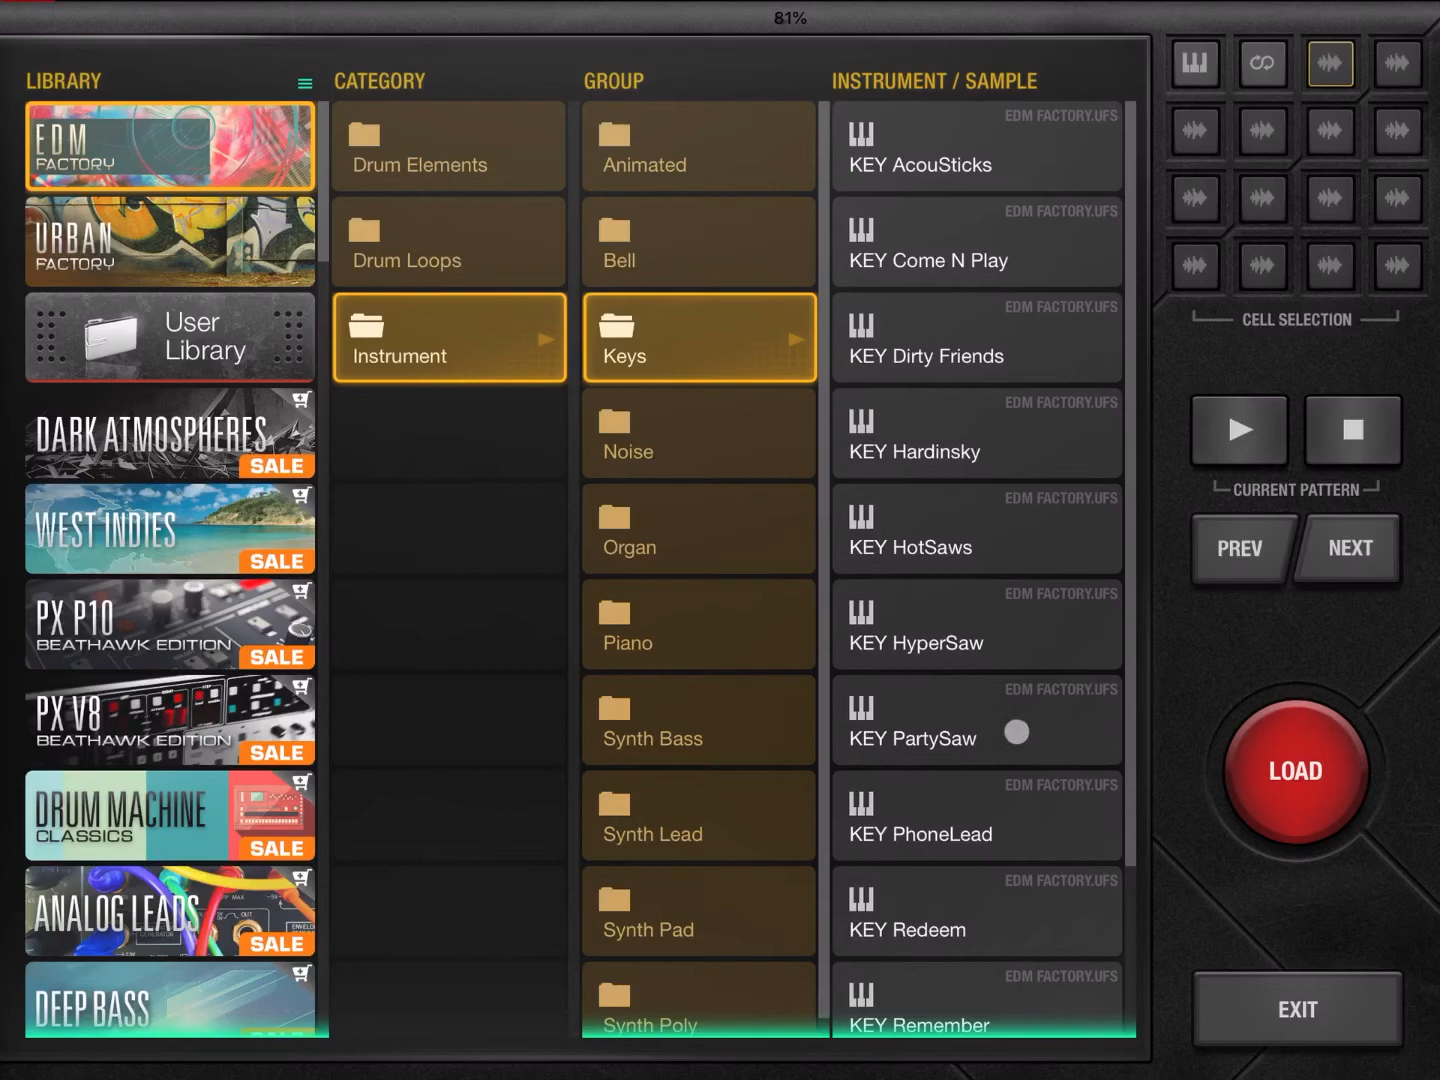 81%
LIBRARY
CATEGORY
GROUP
INSTRUMENT / SAMPLE
EDM
FACTORY
URBAN
FACTORY
User
Library
DARK ATMOSPHERES
SALE
WEST INDIES
SALE
PX P10
BEATHAWK EDITION
SALE
PX V8
BEATHAWK EDITION
SALE
DRUM MACHINE
CLASSICS
SALE
ANALOG LEADS
SALE
DEEP BASS
Drum Elements
Drum Loops
Instrument
Animated
Bell
Keys
Noise
Organ
Piano
Synth Bass
Synth Lead
Synth Pad
Synth Poly
EDM FACTORY.UFS
KEY AcouSticks
EDM FACTORY.UFS
KEY Come N Play
EDM FACTORY.UFS
KEY Dirty Friends
EDM FACTORY.UFS
KEY Hardinsky
EDM FACTORY.UFS
KEY HotSaws
EDM FACTORY.UFS
KEY HyperSaw
EDM FACTORY.UFS
KEY PartySaw
EDM FACTORY.UFS
KEY PhoneLead
EDM FACTORY.UFS
KEY Redeem
EDM FACTORY.UFS
KEY Remember
CELL SELECTION
CURRENT PATTERN
PREV
NEXT
LOAD
EXIT